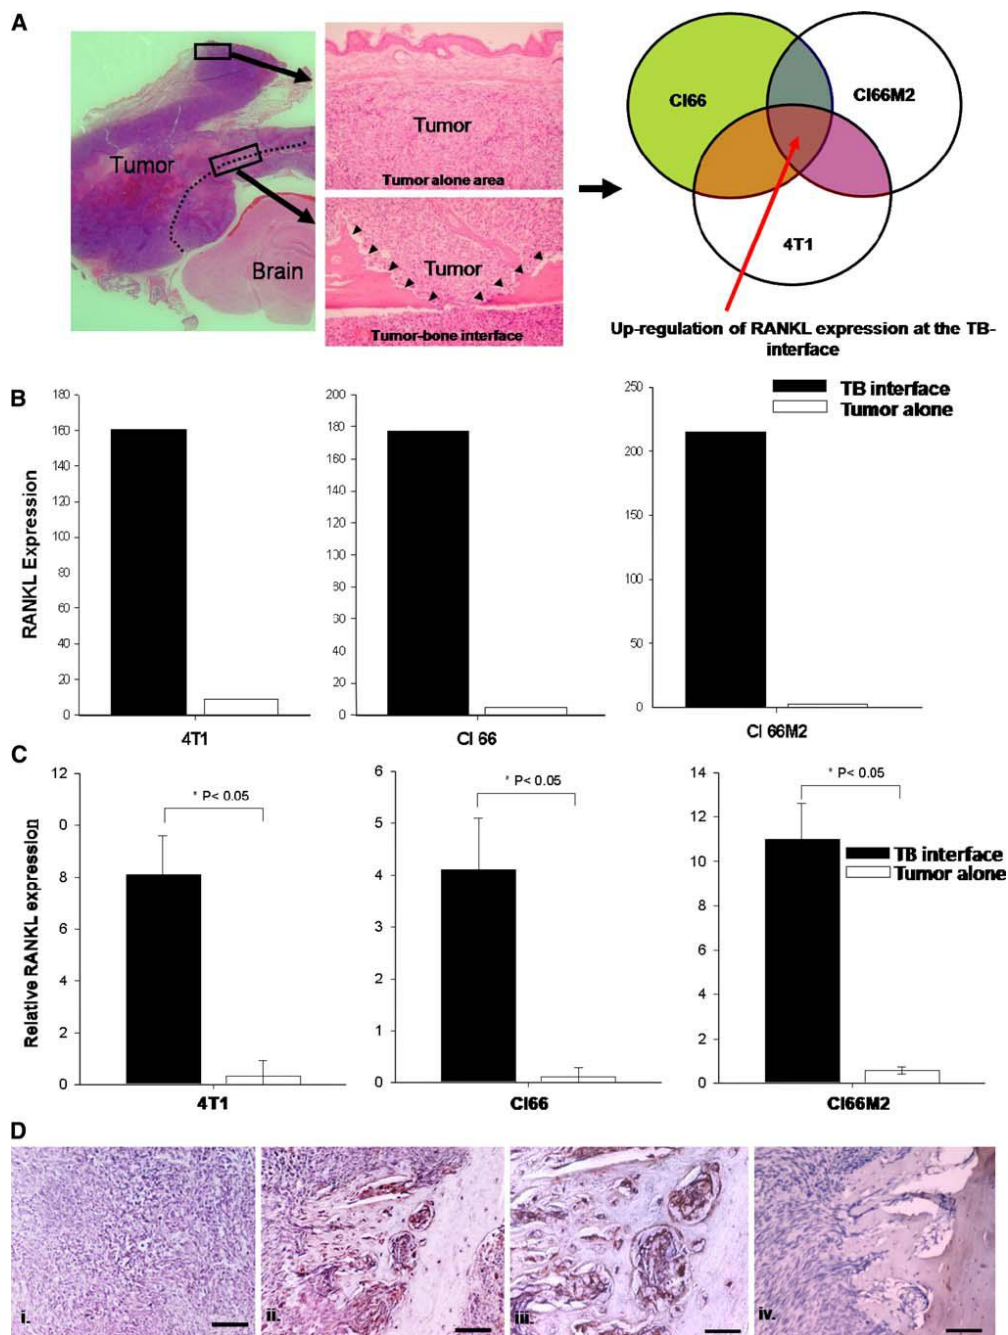 A
Tumor
Brain
Tumor
Tumor alone area
Tumor
Tumor-bone interface
Cl66
Cl66M2
4T1
Up-regulation of RANKL expression at the TB-
interface
B
RANKL Expression
180
160
140
120
100
80
60
40
20
0
4T1
200
180
160
140
120
100
80
60
40
20
0
Cl 66
250
200
150
100
50
0
Cl 66M2
TB interface
Tumor alone
C
Relative RANKL expression
12
0
8
6
4
2
0
* P< 0.05
4T1
6
5
4
3
2
1
0
* P< 0.05
Cl66
14
12
10
8
6
4
2
0
* P< 0.05
TB interface
Tumor alone
Cl66M2
D
i.
ii.
iii.
iv.